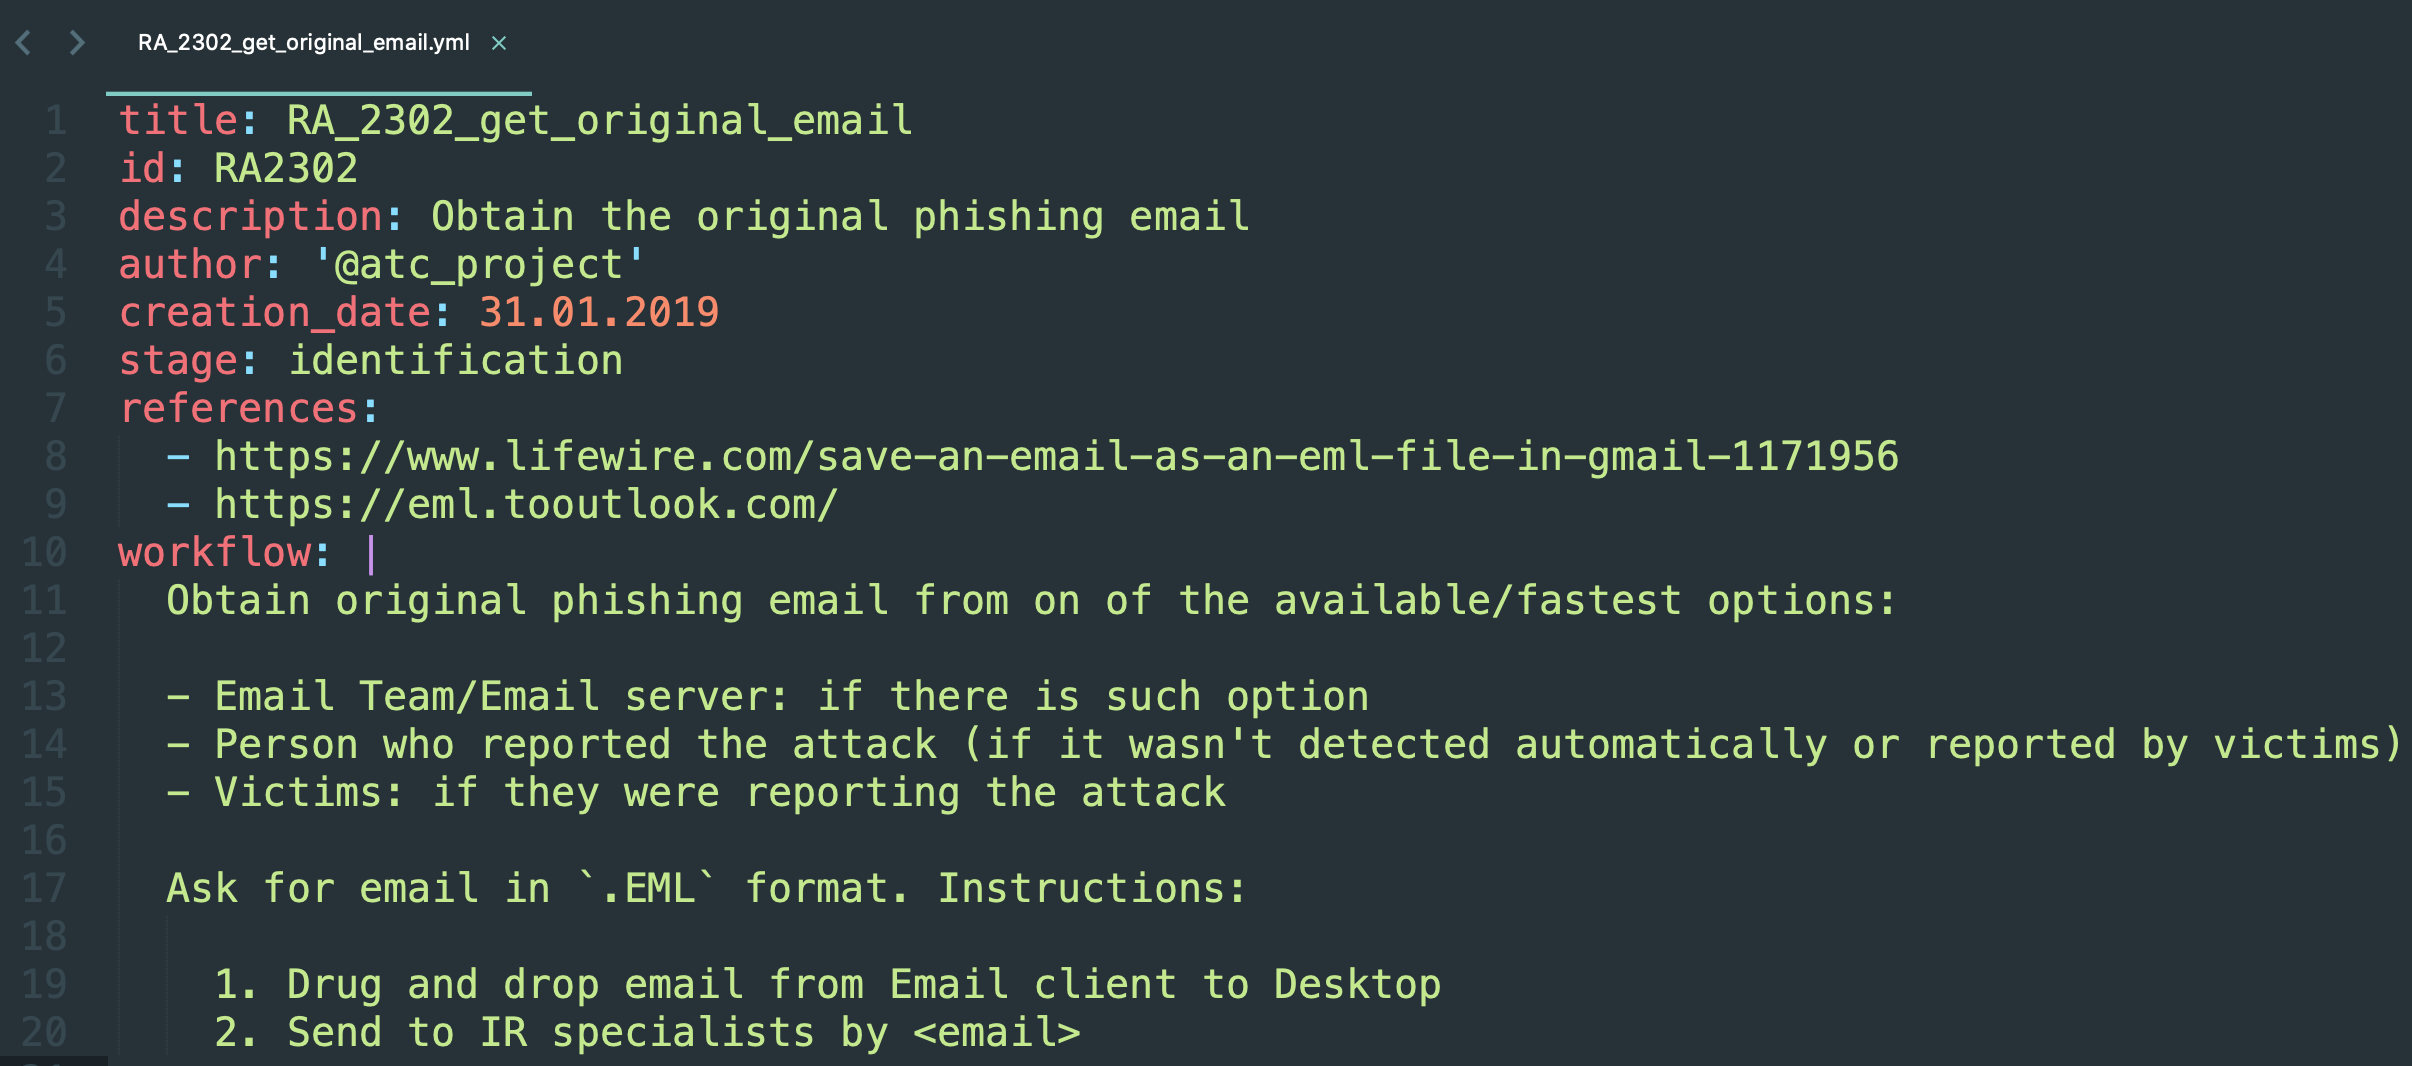 RA_2302_get_original_email.yml ×
1 title: RA_2302_get_original_email
2 id: RA2302
3 description: Obtain the original phishing email
4 author: '@atc_project'
5 creation_date: 31.01.2019
6 stage: identification
7 references:
8   - https://www.lifewire.com/save-an-email-as-an-eml-file-in-gmail-1171956
9   - https://eml.tooutlook.com/
10 workflow: |
11   Obtain original phishing email from on of the available/fastest options:
12
13   - Email Team/Email server: if there is such option
14   - Person who reported the attack (if it wasn't detected automatically or reported by victims)
15   - Victims: if they were reporting the attack
16
17   Ask for email in `.EML` format. Instructions:
18
19     1. Drug and drop email from Email client to Desktop
20     2. Send to IR specialists by <email>